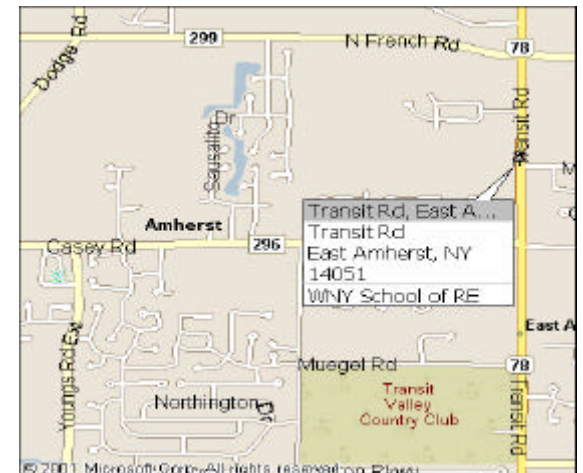 299
N French Rd
78
Dodge Rd
Transit Rd
Sausalito Dr
Transit Rd, East A...
Transit Rd
East Amherst, NY
14051
WNY School of RE
Amherst
Casey Rd
296
East A
Youngs Rd Ex
Muegel Rd
78
Transit
Valley
Country Club
Northington Dr
Transit Rd
© 2001 Microsoft Corp. All rights reserved.